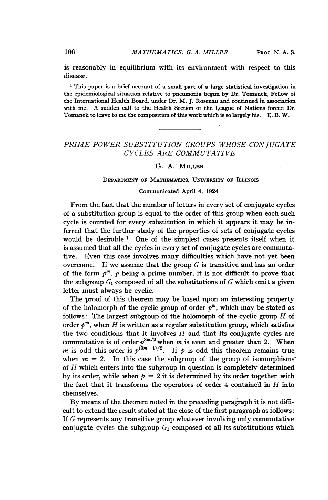 186 MATHEMATICS: G. A. MILLER PROC. N. A. S.
is reasonably in equilibrium with its environment with respect to this
disease.
¹ This paper is a brief account of a small part of a large statistical investigation in
the epidemiological situation relative to pneumonia begun by Dr. Tomanek, Fellow of
the International Health Board, under Dr. M. J. Rosenau and continued in association
with me. A sudden call to the Health Section of the League of Nations forced Dr.
Tomanek to leave to me the composition of this work which is so largely his. E. B. W.
PRIME POWER SUBSTITUTION GROUPS WHOSE CONJUGATE
CYCLES ARE COMMUTATIVE
G. A. MILLER
DEPARTMENT OF MATHEMATICS, UNIVERSITY OF ILLINOIS
Communicated April 4, 1924
From the fact that the number of letters in every set of conjugate cycles
of a substitution group is equal to the order of this group when each such
cycle is counted for every substitution in which it appears it may be in-
ferred that the further study of the properties of sets of conjugate cycles
would be desirable.¹ One of the simplest cases presents itself when it
is assumed that all the cycles in every set of conjugate cycles are commuta-
tive. Even this case involves many difficulties which have not yet been
overcome. If we assume that the group G is transitive and has an order
of the form pᵐ, p being a prime number, it is not difficult to prove that
the subgroup G₁ composed of all the substitutions of G which omit a given
letter must always be cyclic.
The proof of this theorem may be based upon an interesting property
of the holomorph of the cyclic group of order pᵐ, which may be stated as
follows: The largest subgroup of the holomorph of the cyclic group H of
order pᵐ, when H is written as a regular substitution group, which satisfies
the two conditions that it involves H and that its conjugate cycles are
commutative is of order when m is even and greater than 2. When
m is odd this order is If p is odd this theorem remains true
when m = 2. In this case the subgroup of the group of isomorphisms
of H which enters into the subgroup in question is completely determined
by its order, while when p = 2 it is determined by its order together with
the fact that it transforms the operators of order 4 contained in H into
themselves.
By means of the theorem noted in the preceding paragraph it is not diffi-
cult to extend the result stated at the close of the first paragraph as follows:
If G represents any transitive group whatever involving only commutative
conjugate cycles the subgroup G₁ composed of all its substitutions which